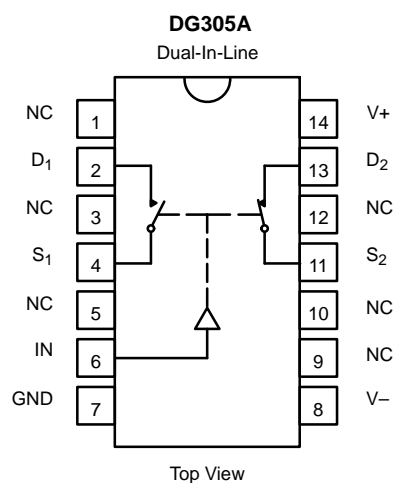 DG305A
Dual-In-Line
NC 1 14 V+
D1 2 13 D2
NC 3 12 NC
S1 4 11 S2
NC 5 10 NC
IN 6 9 NC
GND 7 8 V–
Top View